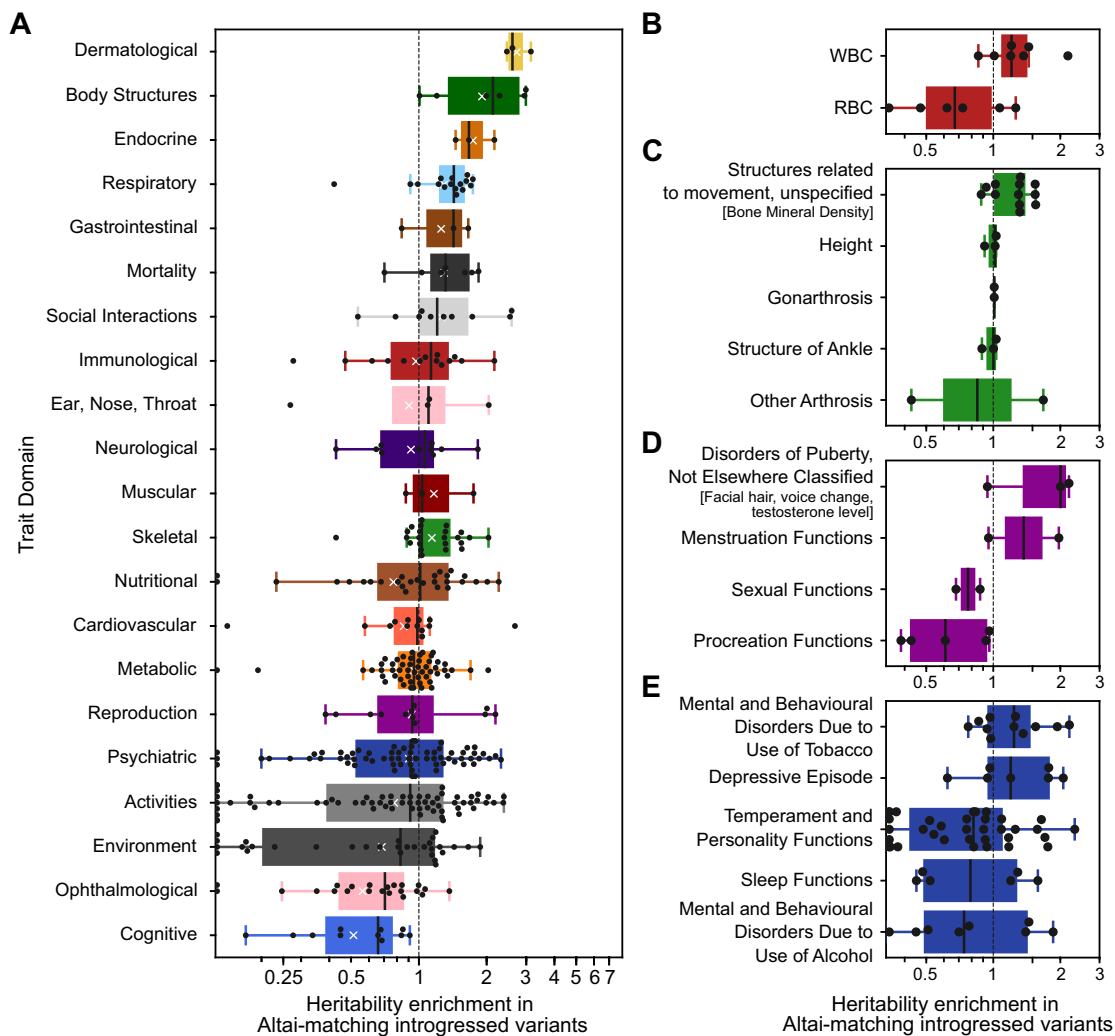 A
Trait Domain
Dermatological
Body Structures
Endocrine
Respiratory
Gastrointestinal
Mortality
Social Interactions
Immunological
Ear, Nose, Throat
Neurological
Muscular
Skeletal
Nutritional
Cardiovascular
Metabolic
Reproduction
Psychiatric
Activities
Environment
Ophthalmological
Cognitive
0.25 0.5 1 2 3 4 5 6 7
Heritability enrichment in
Altai-matching introgressed variants
B
WBC
RBC
0.5 1 2 3
C
Structures related
to movement, unspecified
[Bone Mineral Density]
Height
Gonarthrosis
Structure of Ankle
Other Arthrosis
0.5 1 2 3
D
Disorders of Puberty,
Not Elsewhere Classified
[Facial hair, voice change,
testosterone level]
Menstruation Functions
Sexual Functions
Procreation Functions
0.5 1 2 3
E
Mental and Behavioural
Disorders Due to
Use of Tobacco
Depressive Episode
Temperament and
Personality Functions
Sleep Functions
Mental and Behavioural
Disorders Due to
Use of Alcohol
0.5 1 2 3
Heritability enrichment in
Altai-matching introgressed variants